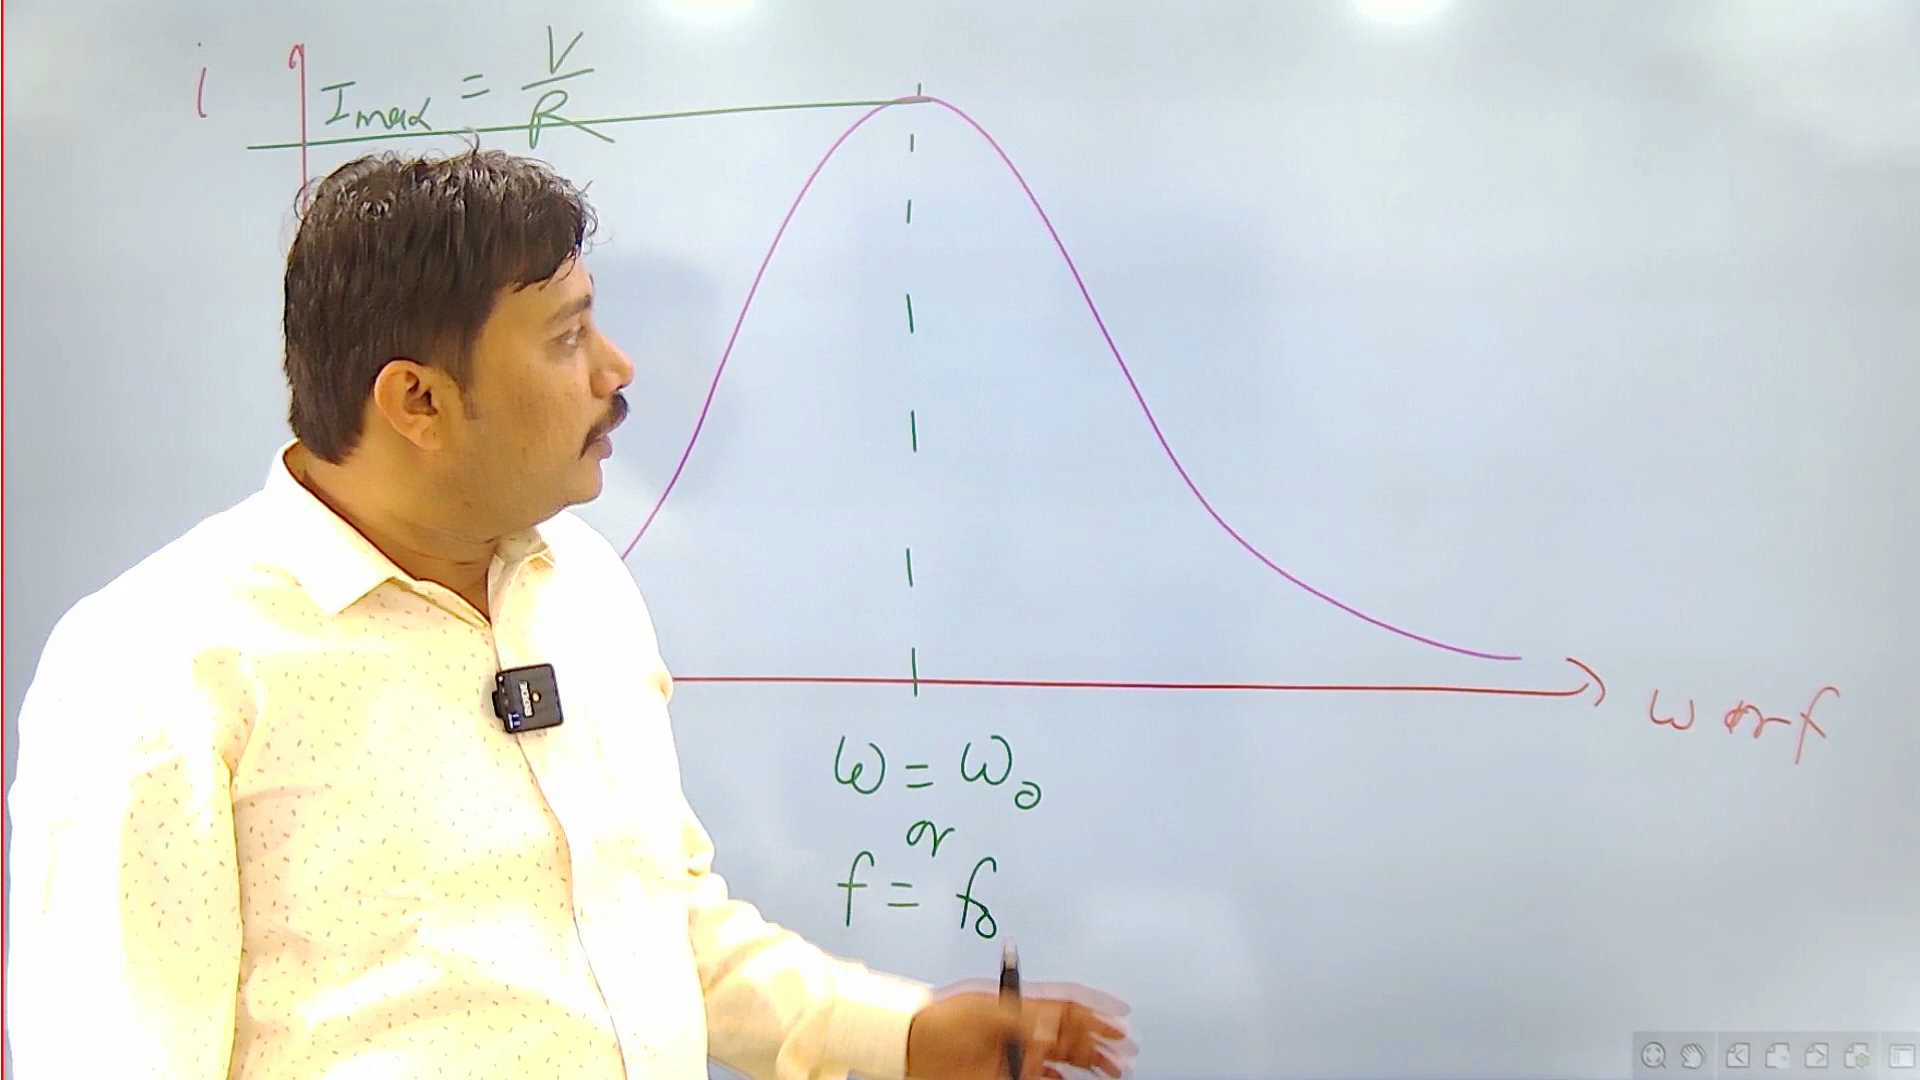 i
Imax = V/R
ω or f
ω = ω0
or
f = f0